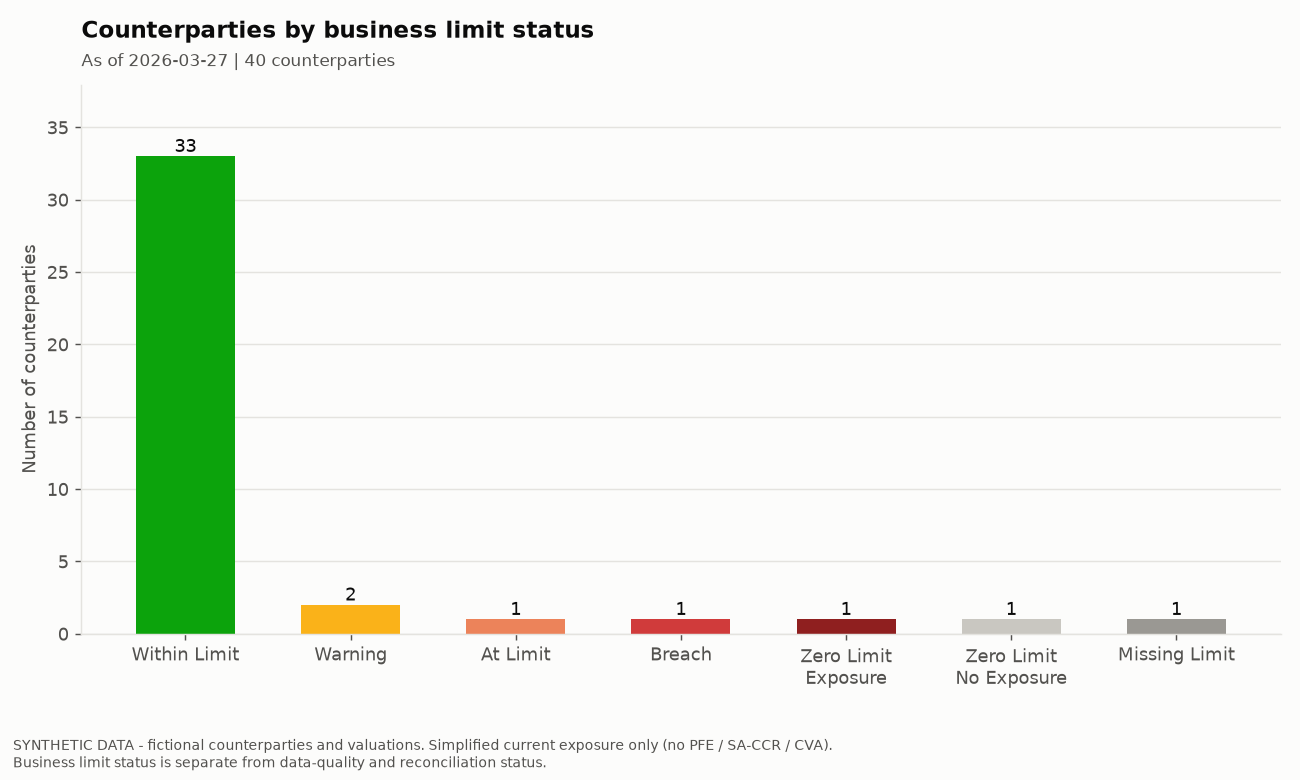 Counterparties by business limit status
As of 2026-03-27 | 40 counterparties
Number of counterparties
35
30
25
20
15
10
5
0
33
2
1
1
1
1
1
Within Limit
Warning
At Limit
Breach
Zero Limit
Exposure
Zero Limit
No Exposure
Missing Limit
SYNTHETIC DATA - fictional counterparties and valuations. Simplified current exposure only (no PFE / SA-CCR / CVA).
Business limit status is separate from data-quality and reconciliation status.